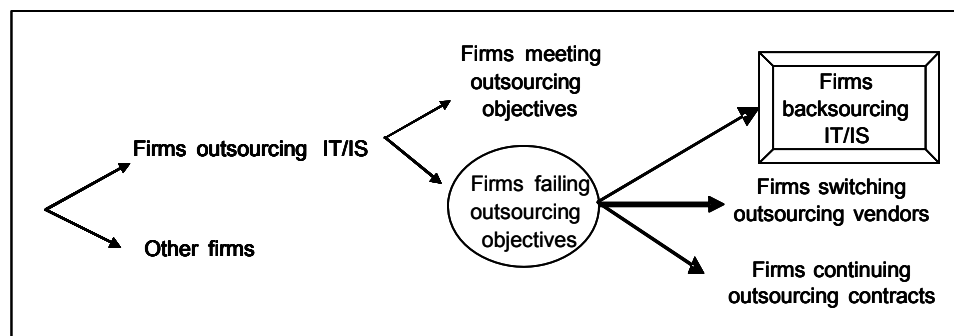 Firms meeting
outsourcing
objectives
Firms
backsourcing
IT/IS
Firms outsourcing IT/IS
Firms failing
outsourcing
objectives
Firms switching
outsourcing vendors
Other firms
Firms continuing
outsourcing contracts